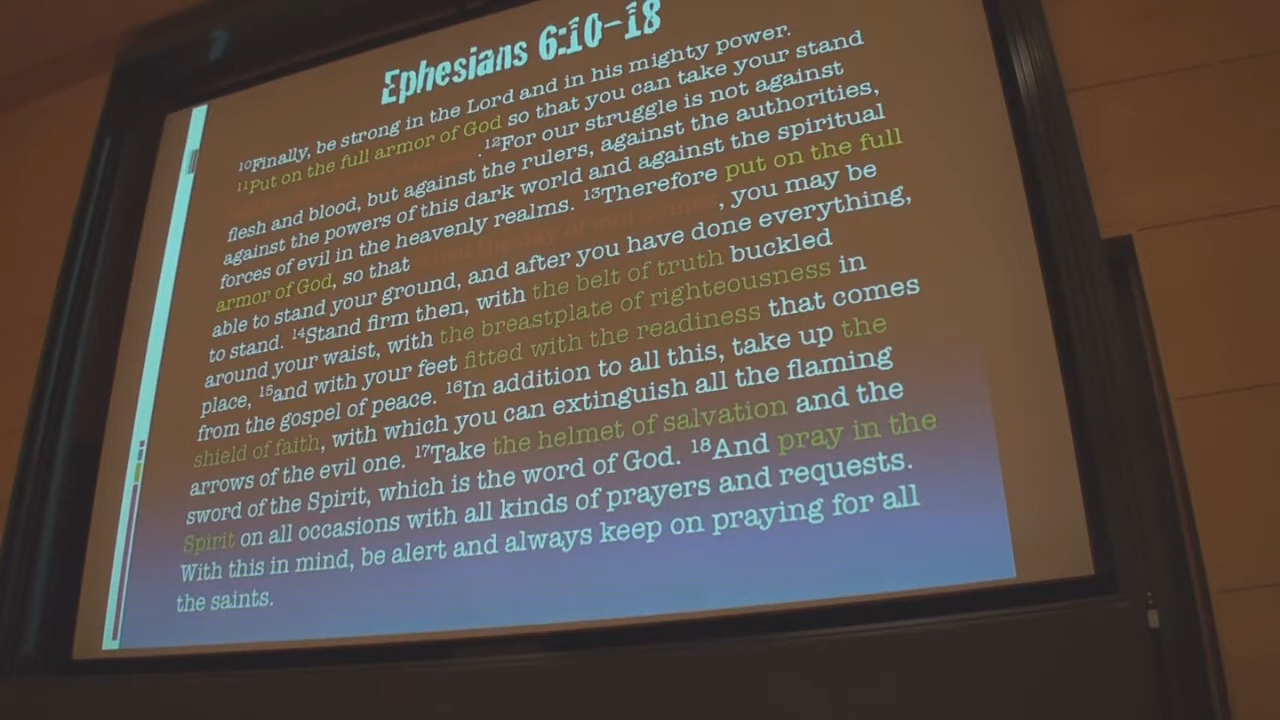 Ephesians 6:10-18
¹⁰Finally, be strong in the Lord and in his mighty power.
¹¹Put on the full armor of God so that you can take your stand
. ¹²For our struggle is not against
flesh and blood, but against the rulers, against the authorities,
against the powers of this dark world and against the spiritual
forces of evil in the heavenly realms. ¹³Therefore put on the full
armor of God, so that , you may be
able to stand your ground, and after you have done everything,
to stand. ¹⁴Stand firm then, with the belt of truth buckled
around your waist, with the breastplate of righteousness in
place, ¹⁵and with your feet fitted with the readiness that comes
from the gospel of peace. ¹⁶In addition to all this, take up the
shield of faith, with which you can extinguish all the flaming
arrows of the evil one. ¹⁷Take the helmet of salvation and the
sword of the Spirit, which is the word of God. ¹⁸And pray in the
Spirit on all occasions with all kinds of prayers and requests.
With this in mind, be alert and always keep on praying for all
the saints.